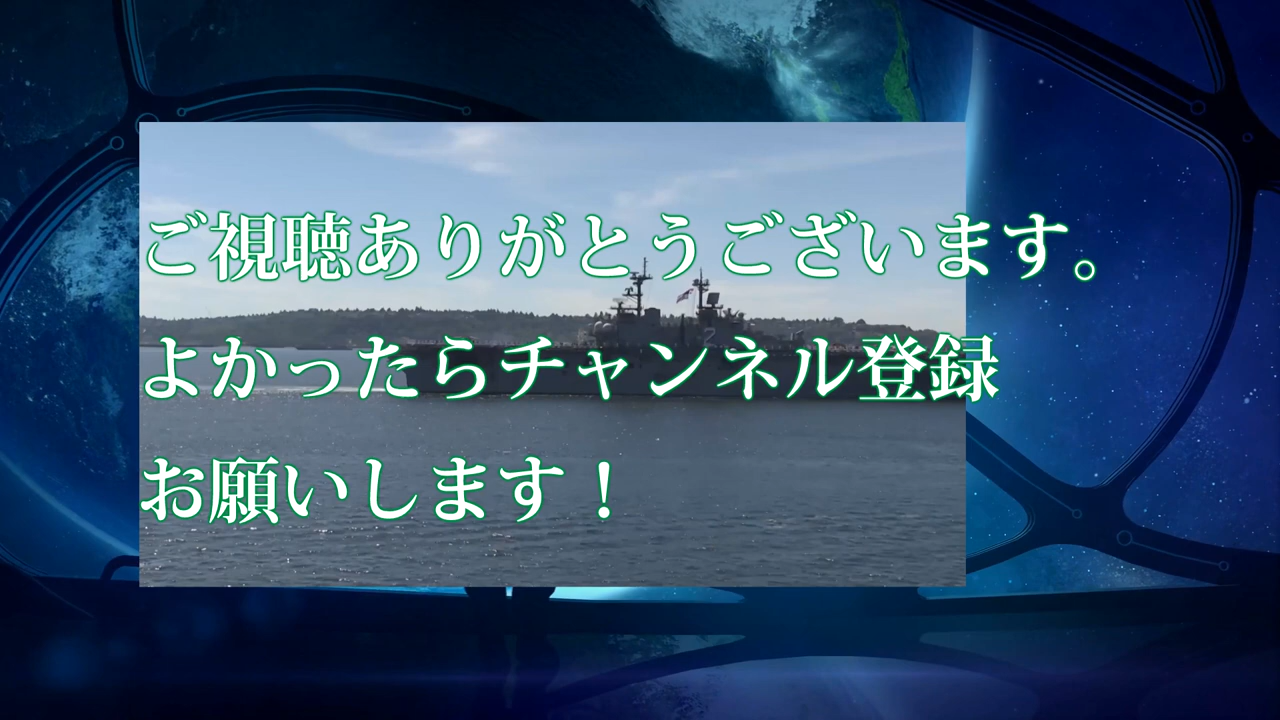 ご視聴ありがとうございます。
よかったらチャンネル登録
お願いします！
2